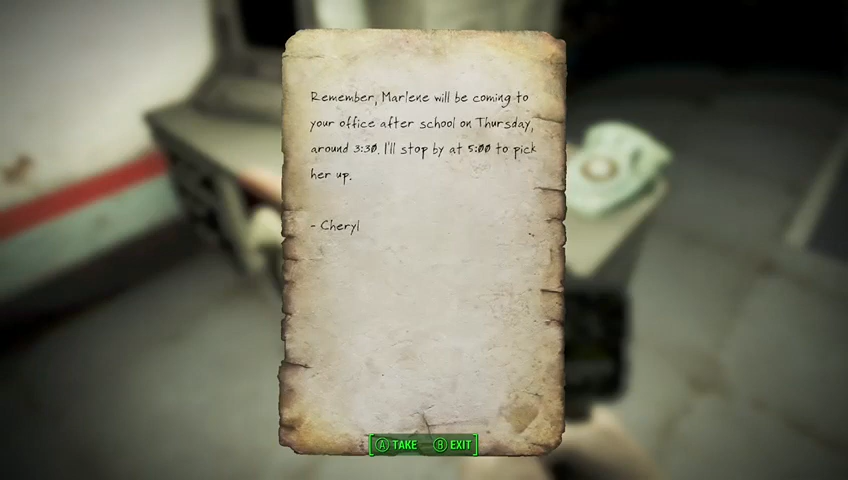 Remember, Marlene will be coming to
your office after school on Thursday,
around 3:30. I'll stop by at 5:00 to pick
her up.
- Cheryl
A TAKE B EXIT